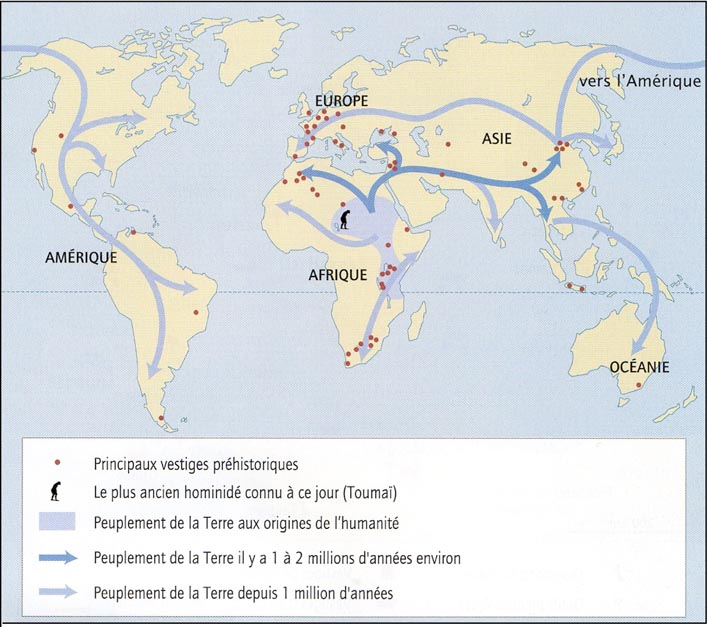 vers l'Amérique
EUROPE
ASIE
AMÉRIQUE
AFRIQUE
OCÉANIE
Principaux vestiges préhistoriques
Le plus ancien hominidé connu à ce jour (Toumaï)
Peuplement de la Terre aux origines de l'humanité
Peuplement de la Terre il y a 1 à 2 millions d'années environ
Peuplement de la Terre depuis 1 million d'années